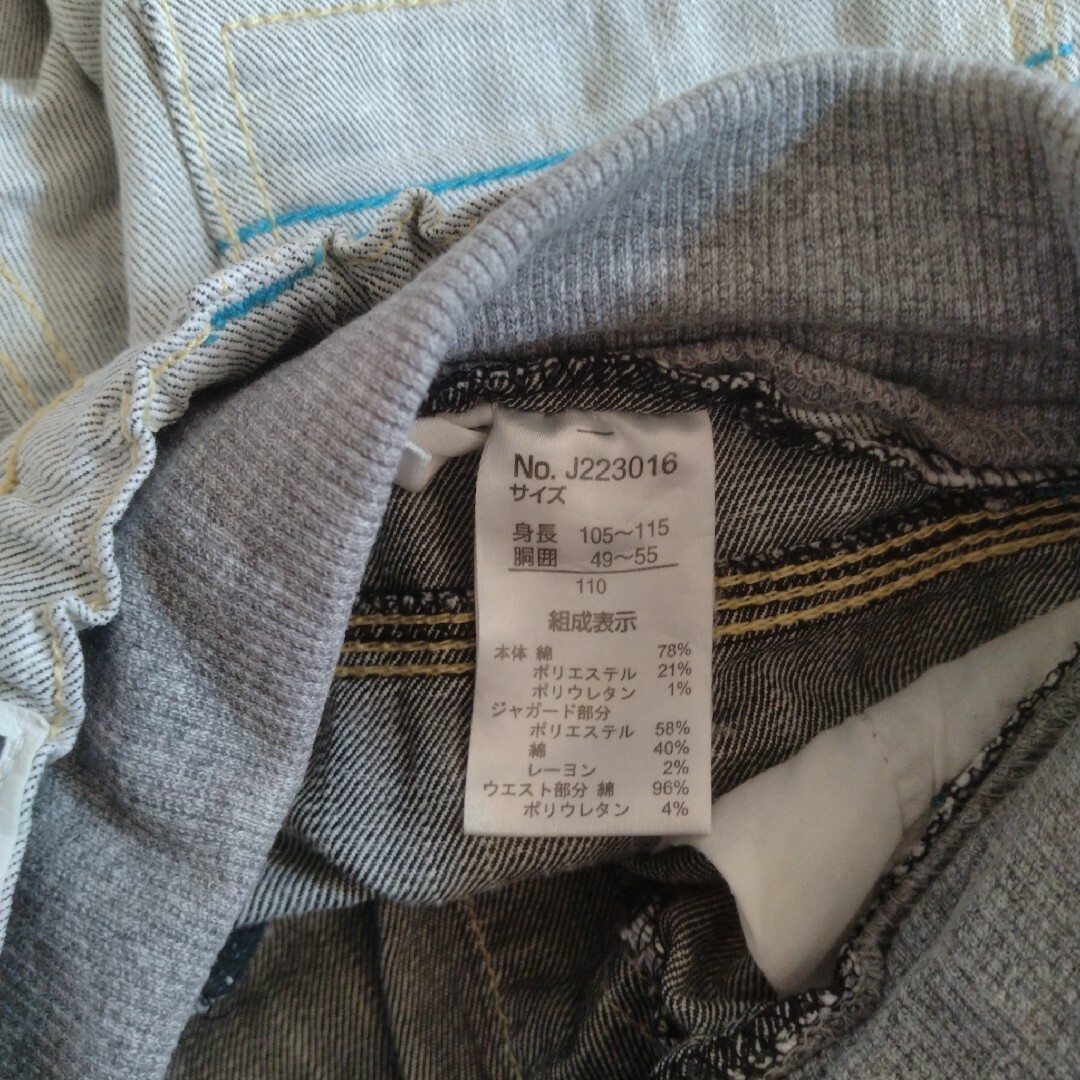 No. J223016
サイズ
身長 105〜115
胴囲 49〜55
110
組成表示
本体 綿 78%
ポリエステル 21%
ポリウレタン 1%
ジャガード部分
ポリエステル 58%
綿 40%
レーヨン 2%
ウエスト部分 綿 96%
ポリウレタン 4%